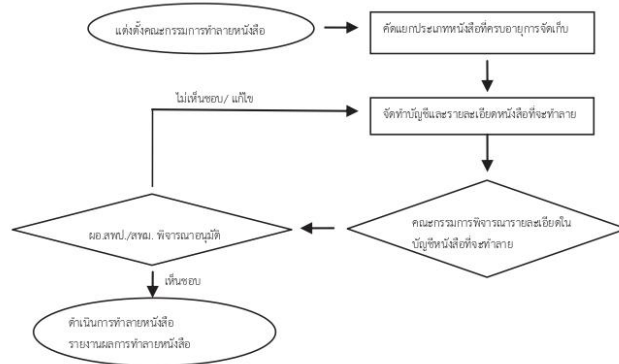 แต่งตั้งคณะกรรมการทำลายหนังสือ
คัดแยกประเภทหนังสือที่ครบอายุการจัดเก็บ
ไม่เห็นชอบ/ แก้ไข
จัดทำบัญชีและรายละเอียดหนังสือที่จะทำลาย
คณะกรรมการพิจารณารายละเอียดใน
บัญชีหนังสือที่จะทำลาย
ผอ.สพป./สพม. พิจารณาอนุมัติ
เห็นชอบ
ดำเนินการทำลายหนังสือ
รายงานผลการทำลายหนังสือ